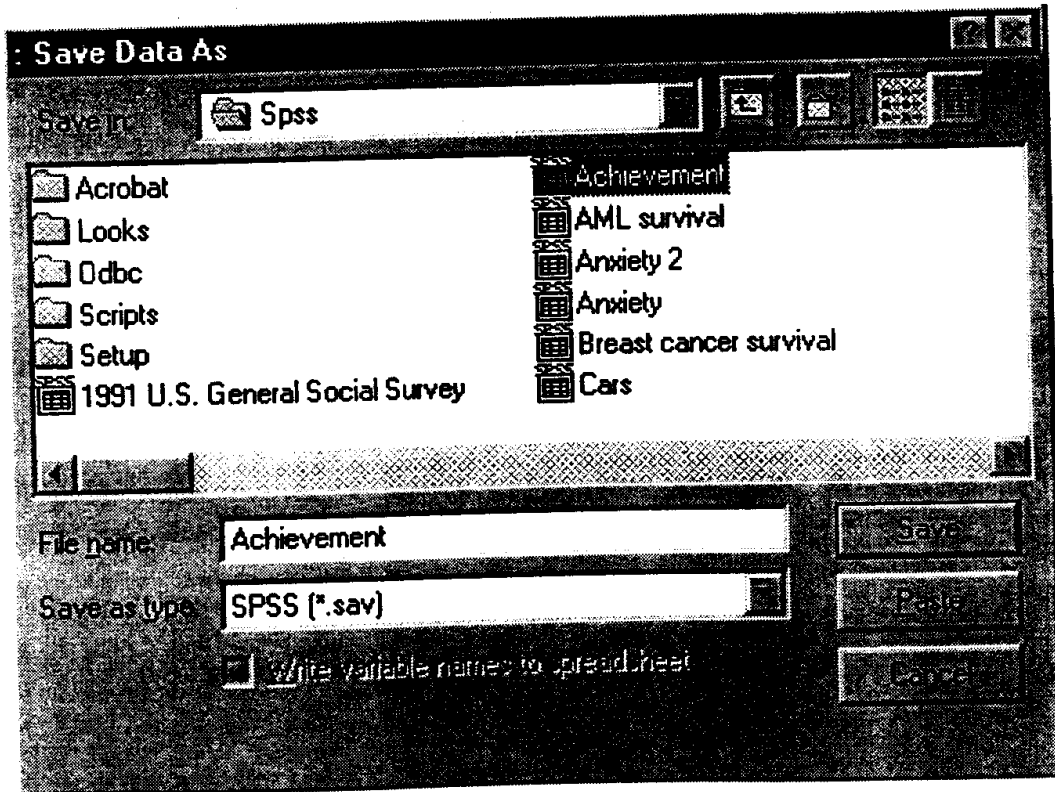 : Save Data As
Save in:
Spss
Acrobat
Looks
Odbc
Scripts
Setup
1991 U.S. General Social Survey
Achievement
AML survival
Anxiety 2
Anxiety
Breast cancer survival
Cars
File name:
Achievement
Save
Save as type:
SPSS (*.sav)
Paste
Write variable names to spreadsheet
Cancel